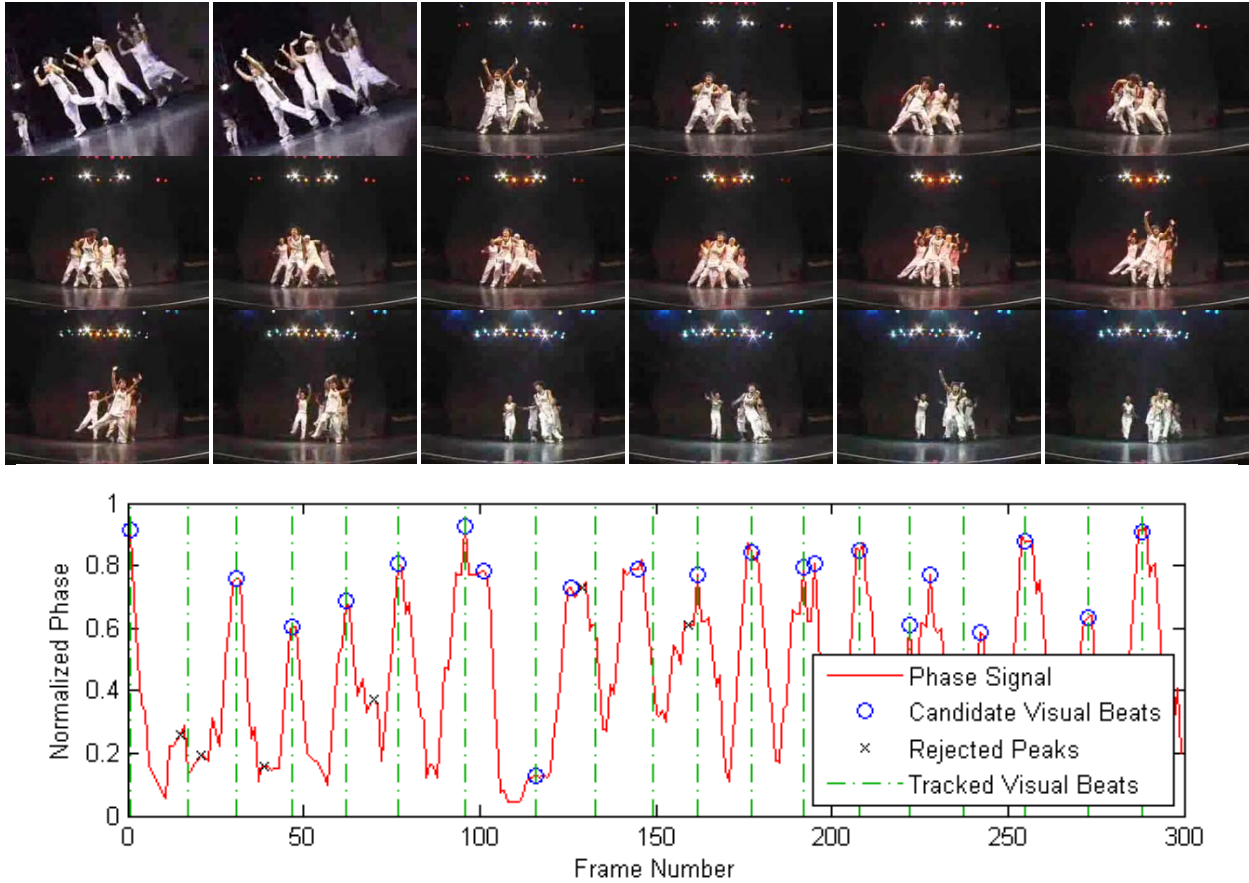 1
0.8
0.6
0.4
0.2
0
Normalized Phase
0
50
100
150
200
250
300
Frame Number
Phase Signal
Candidate Visual Beats
Rejected Peaks
Tracked Visual Beats